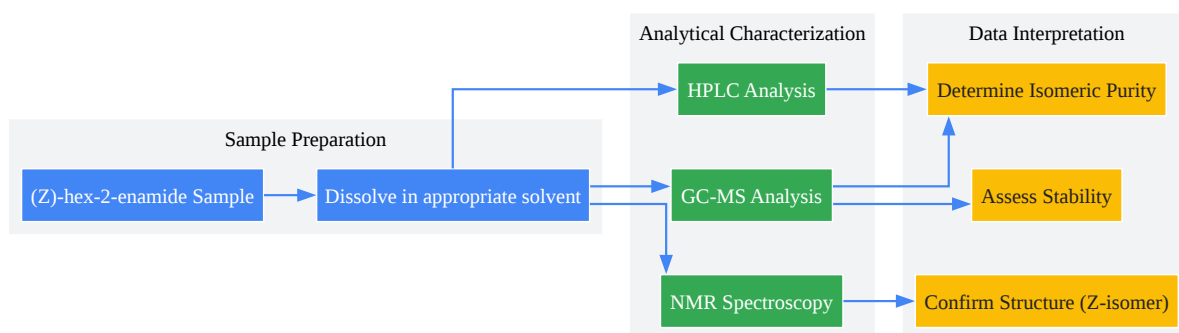 Analytical Characterization
Data Interpretation
HPLC Analysis
Determine Isomeric Purity
Sample Preparation
(Z)-hex-2-enamide Sample
Dissolve in appropriate solvent
GC-MS Analysis
Assess Stability
NMR Spectroscopy
Confirm Structure (Z-isomer)